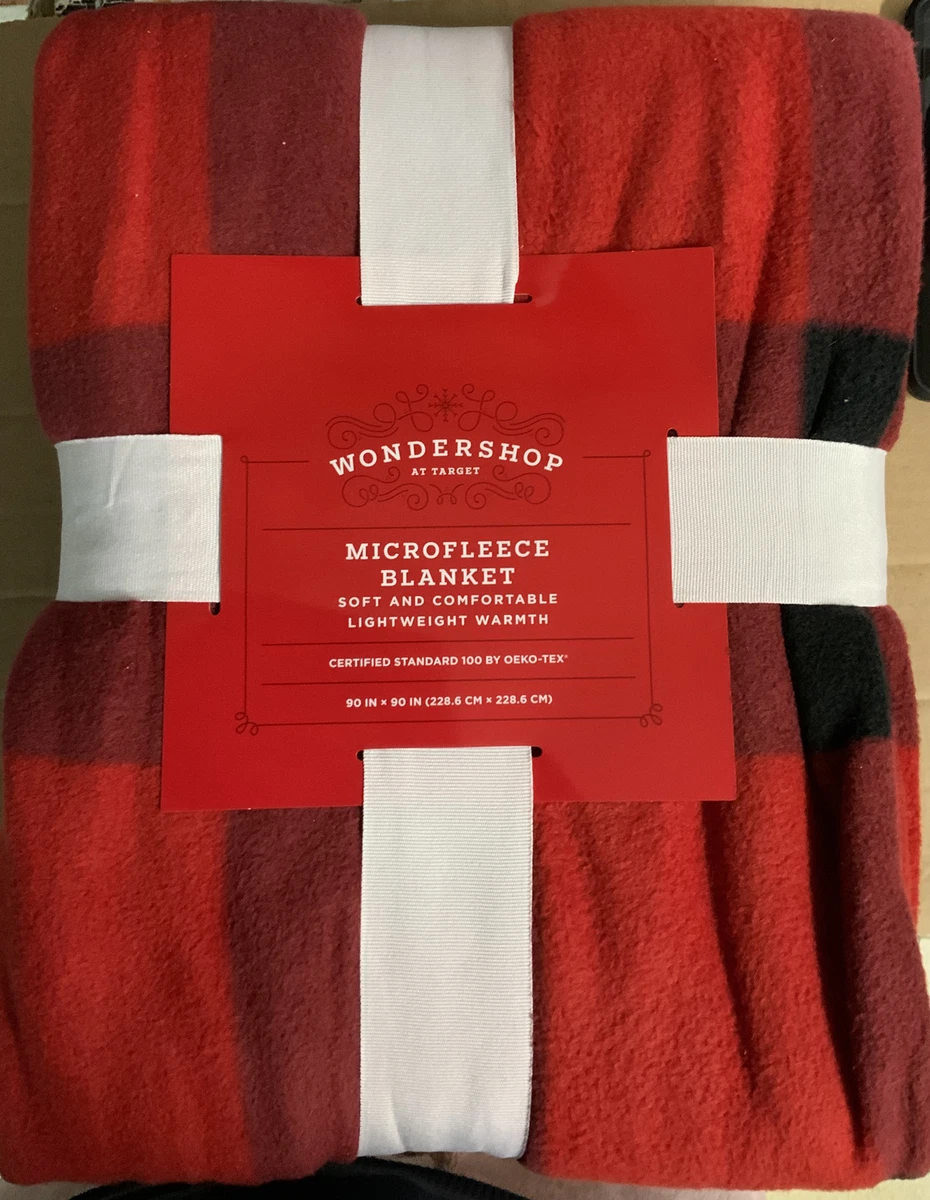 WONDERSHOP
AT TARGET
MICROFLEECE
BLANKET
SOFT AND COMFORTABLE
LIGHTWEIGHT WARMTH
CERTIFIED STANDARD 100 BY OEKO-TEX®
90 IN × 90 IN (228.6 CM × 228.6 CM)